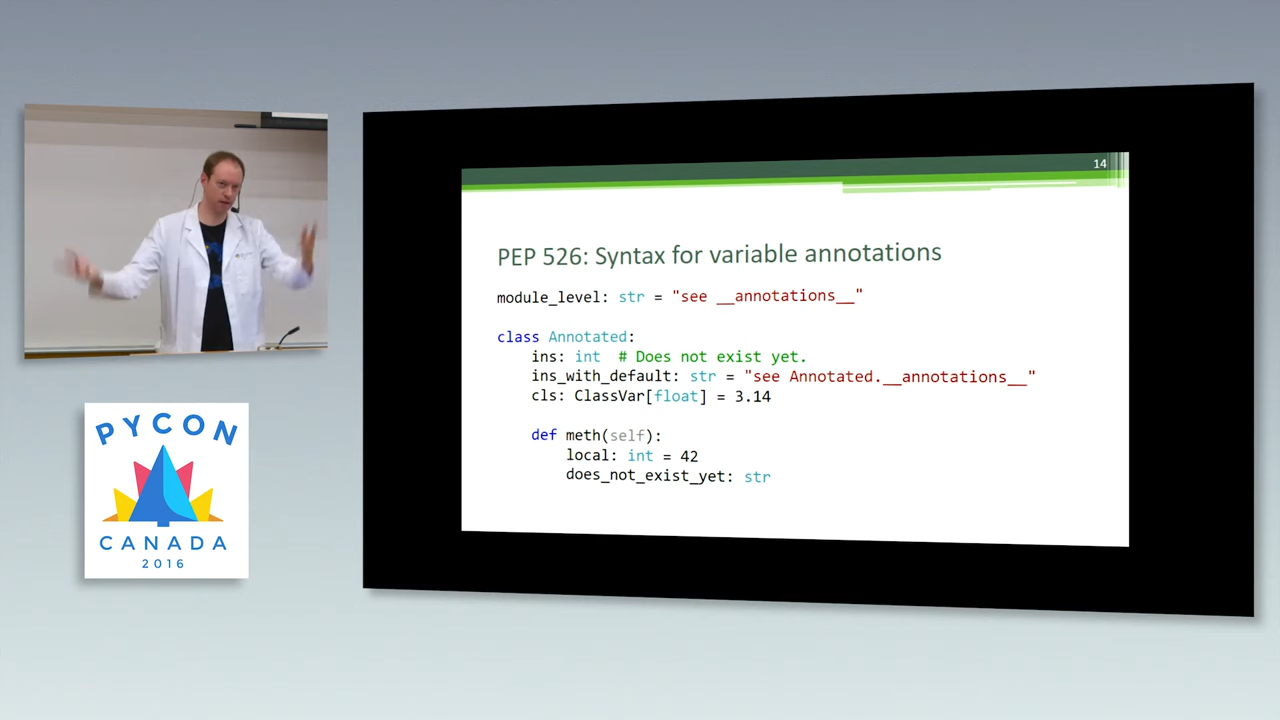 14
PEP 526: Syntax for variable annotations
module_level: str = "see __annotations__"
class Annotated:
    ins: int  # Does not exist yet.
    ins_with_default: str = "see Annotated.__annotations__"
    cls: ClassVar[float] = 3.14
    def meth(self):
        local: int = 42
        does_not_exist_yet: str
PYCON
CANADA
2016